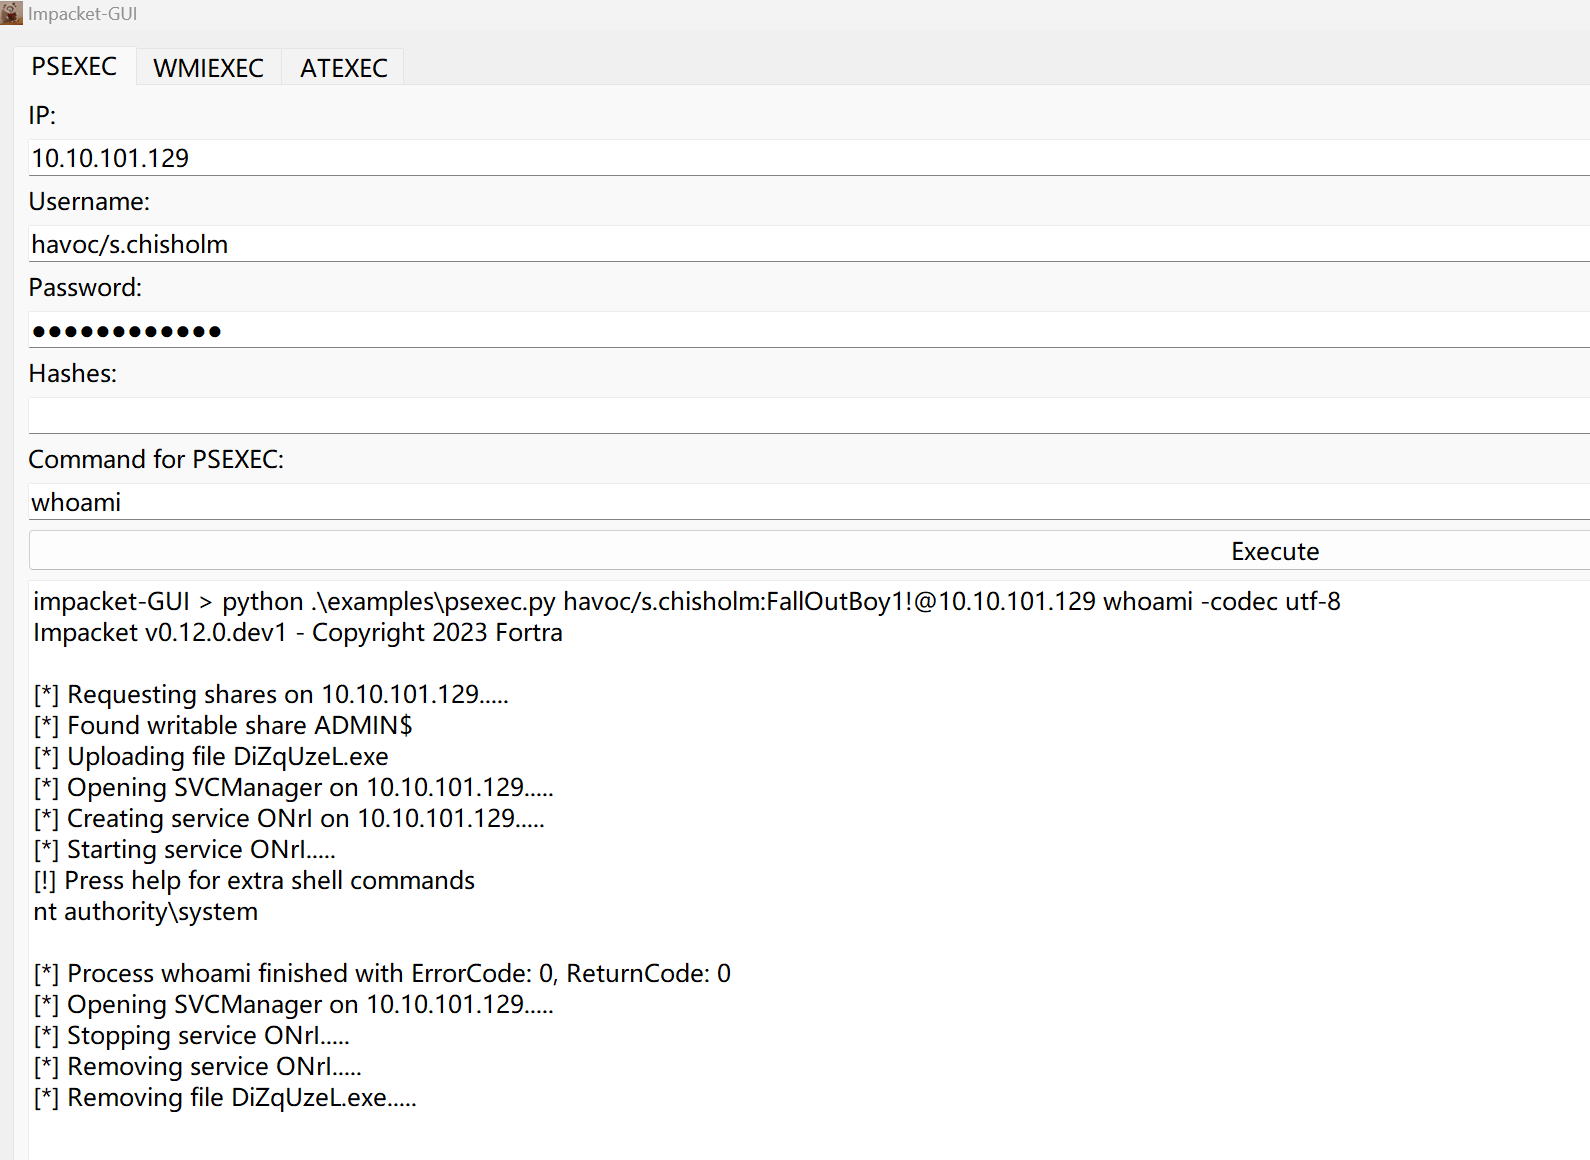 Impacket-GUI
PSEXEC WMIEXEC ATEXEC
IP:
10.10.101.129
Username:
havoc/s.chisholm
Password:
●●●●●●●●●●●●
Hashes:
Command for PSEXEC:
whoami
Execute
impacket-GUI > python .\examples\psexec.py havoc/s.chisholm:FallOutBoy1!@10.10.101.129 whoami -codec utf-8
Impacket v0.12.0.dev1 - Copyright 2023 Fortra
[*] Requesting shares on 10.10.101.129.....
[*] Found writable share ADMIN$
[*] Uploading file DiZqUzeL.exe
[*] Opening SVCManager on 10.10.101.129.....
[*] Creating service ONrI on 10.10.101.129.....
[*] Starting service ONrI.....
[!] Press help for extra shell commands
nt authority\system
[*] Process whoami finished with ErrorCode: 0, ReturnCode: 0
[*] Opening SVCManager on 10.10.101.129.....
[*] Stopping service ONrI.....
[*] Removing service ONrI.....
[*] Removing file DiZqUzeL.exe.....